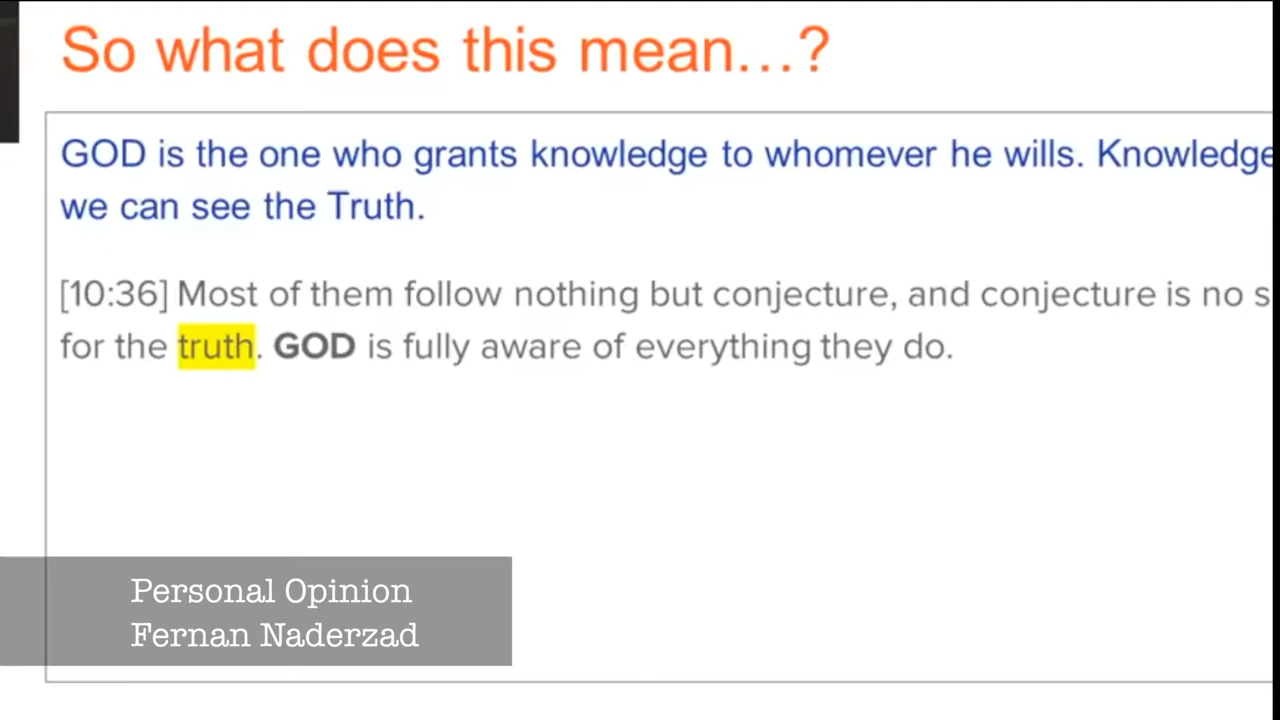 So what does this mean...?
GOD is the one who grants knowledge to whomever he wills. Knowledge
we can see the Truth.
[10:36] Most of them follow nothing but conjecture, and conjecture is no
for the truth. GOD is fully aware of everything they do.
Personal Opinion
Fernan Naderzad